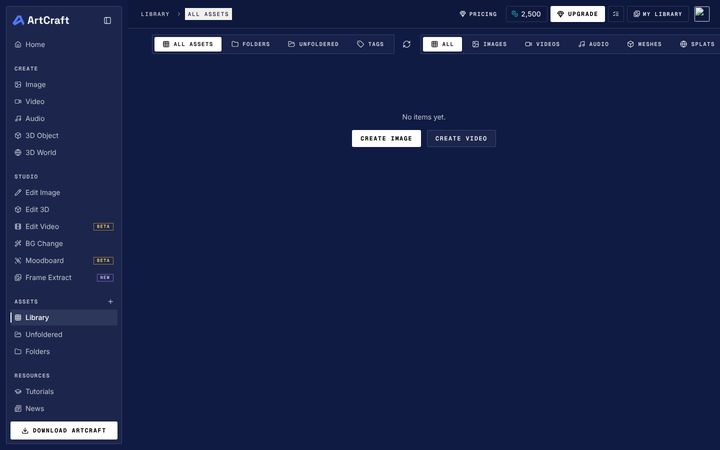 ArtCraft
Home
CREATE
Image
Video
Audio
3D Object
3D World
STUDIO
Edit Image
Edit 3D
Edit Video BETA
BG Change
Moodboard BETA
Frame Extract NEW
ASSETS
Library
Unfoldered
Folders
RESOURCES
Tutorials
News
DOWNLOAD ARTCRAFT
LIBRARY ALL ASSETS PRICING 2,500 UPGRADE MY LIBRARY
ALL ASSETS FOLDERS UNFOLDERED TAGS ALL IMAGES VIDEOS AUDIO MESHES SPLATS
No items yet.
CREATE IMAGE CREATE VIDEO